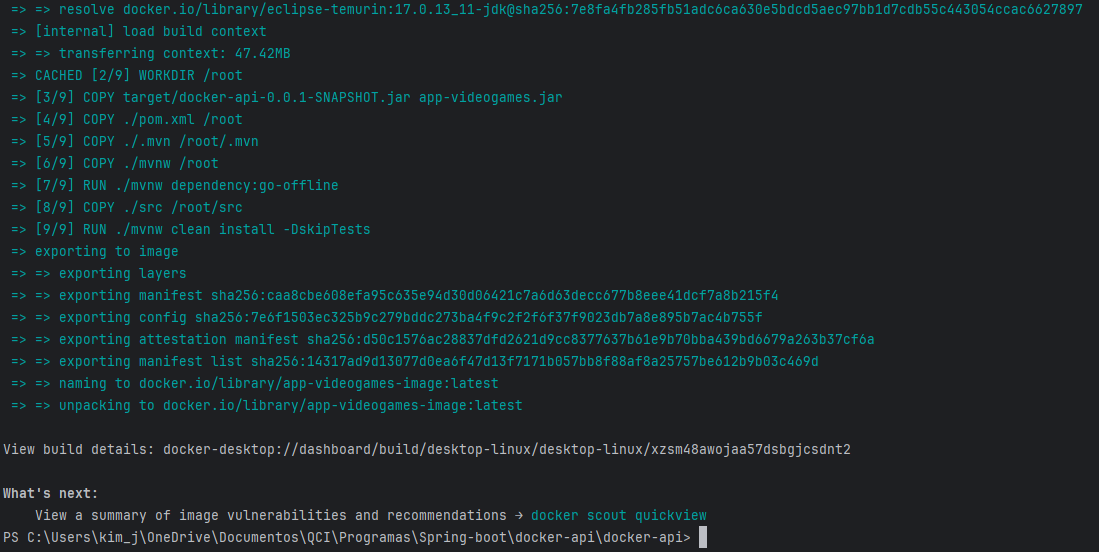 => => resolve docker.io/library/eclipse-temurin:17.0.13_11-jdk@sha256:7e8fa4fb285fb51adc6ca630e5bdcd5aec97bb1d7cdb55c443054ccac6627897
=> [internal] load build context
=> => transferring context: 47.42MB
=> CACHED [2/9] WORKDIR /root
=> [3/9] COPY target/docker-api-0.0.1-SNAPSHOT.jar app-videogames.jar
=> [4/9] COPY ./pom.xml /root
=> [5/9] COPY ./.mvn /root/.mvn
=> [6/9] COPY ./mvnw /root
=> [7/9] RUN ./mvnw dependency:go-offline
=> [8/9] COPY ./src /root/src
=> [9/9] RUN ./mvnw clean install -DskipTests
=> exporting to image
=> => exporting layers
=> => exporting manifest sha256:caa8cbe608efa95c635e94d30d06421c7a6d63decc677b8eee41dcf7a8b215f4
=> => exporting config sha256:7e6f1503ec325b9c279bddc273ba4f9c2f2f6f37f9023db7a8e895b7ac4b755f
=> => exporting attestation manifest sha256:d50c1576ac28837dfd2621d9cc8377637b61e9b70bba439bd6679a263b37cf6a
=> => exporting manifest list sha256:14317ad9d13077d0ea6f47d13f7171b057bb8f88af8a25757be612b9b03c469d
=> => naming to docker.io/library/app-videogames-image:latest
=> => unpacking to docker.io/library/app-videogames-image:latest
View build details: docker-desktop://dashboard/build/desktop-linux/desktop-linux/xzsm48awojaa57dsbgjcsdnt2
What's next:
View a summary of image vulnerabilities and recommendations → docker scout quickview
PS C:\Users\kim_j\OneDrive\Documentos\QCI\Programas\Spring-boot\docker-api\docker-api>